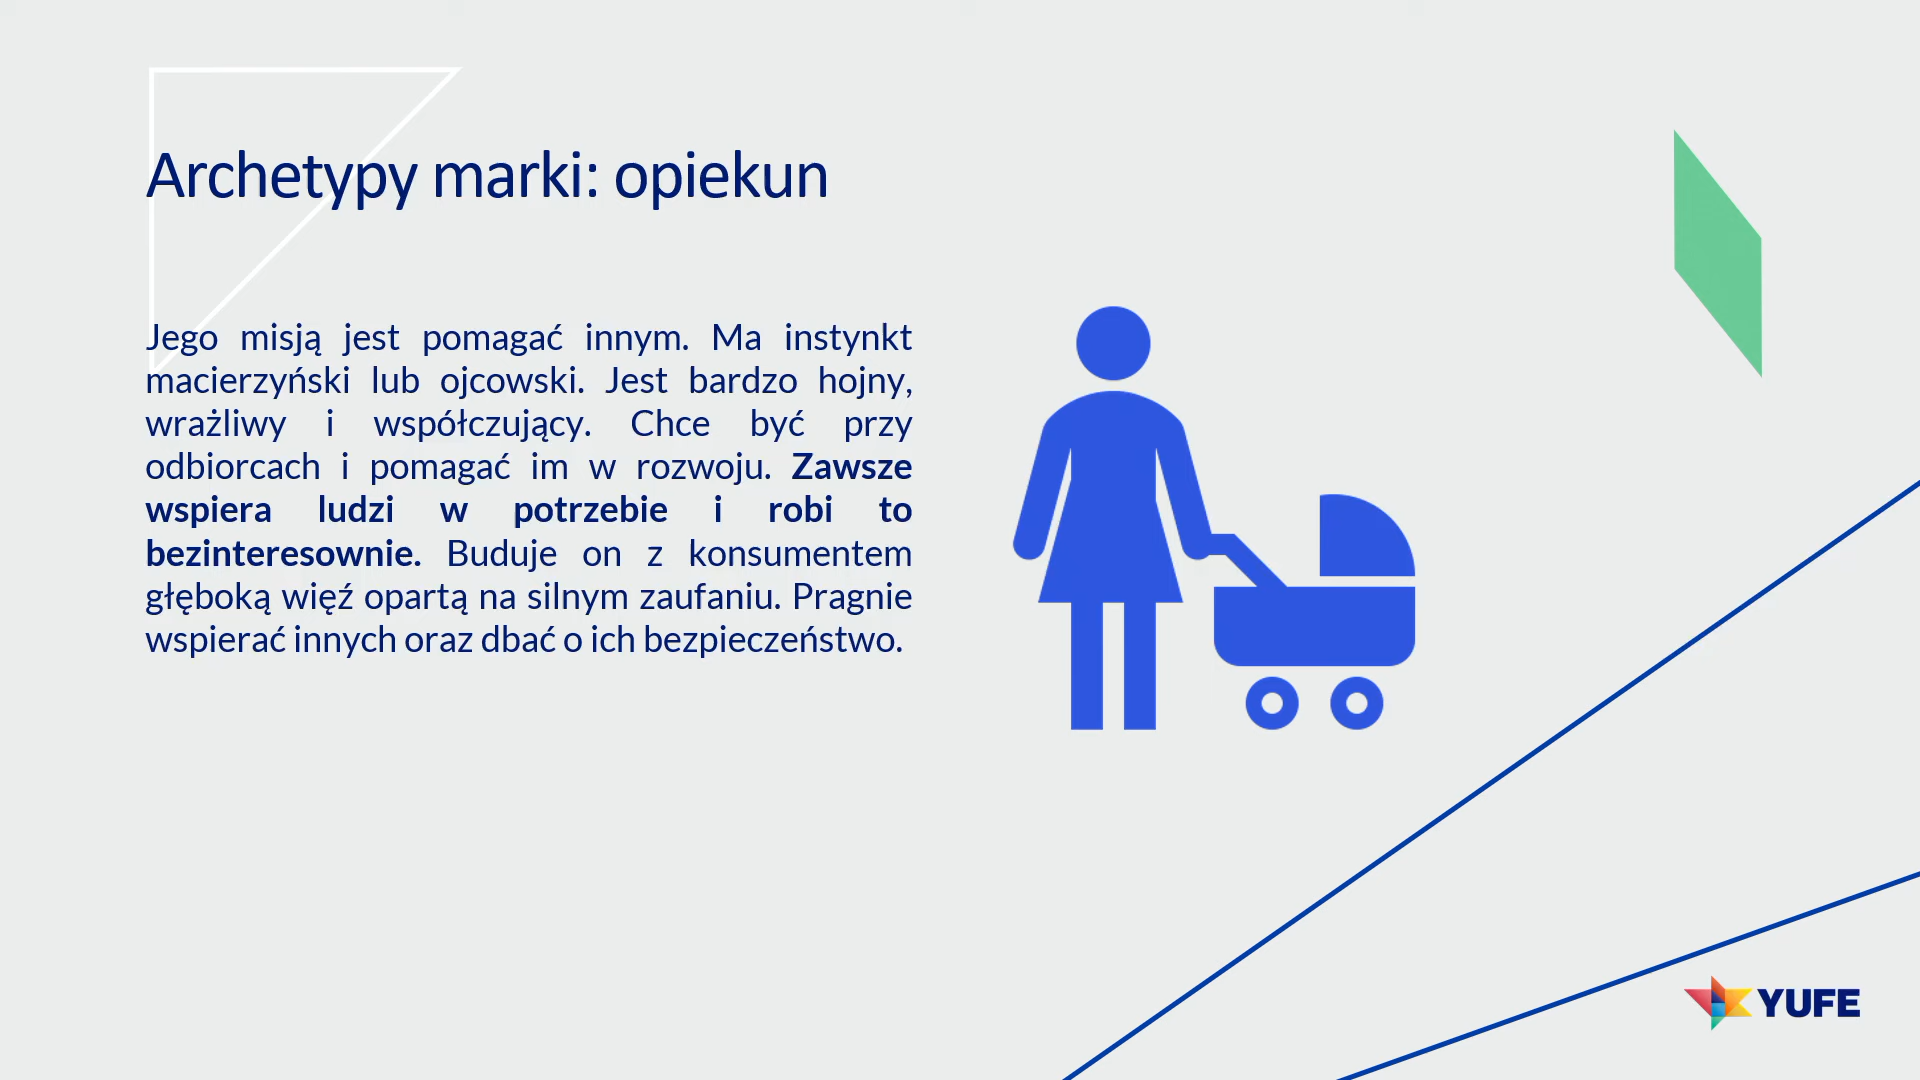 Archetypy marki: opiekun
Jego misją jest pomagać innym. Ma instynkt
macierzyński lub ojcowski. Jest bardzo hojny,
wrażliwy i współczujący. Chce być przy
odbiorcach i pomagać im w rozwoju. Zawsze
wspiera ludzi w potrzebie i robi to
bezinteresownie. Buduje on z konsumentem
głęboką więź opartą na silnym zaufaniu. Pragnie
wspierać innych oraz dbać o ich bezpieczeństwo.
YUFE